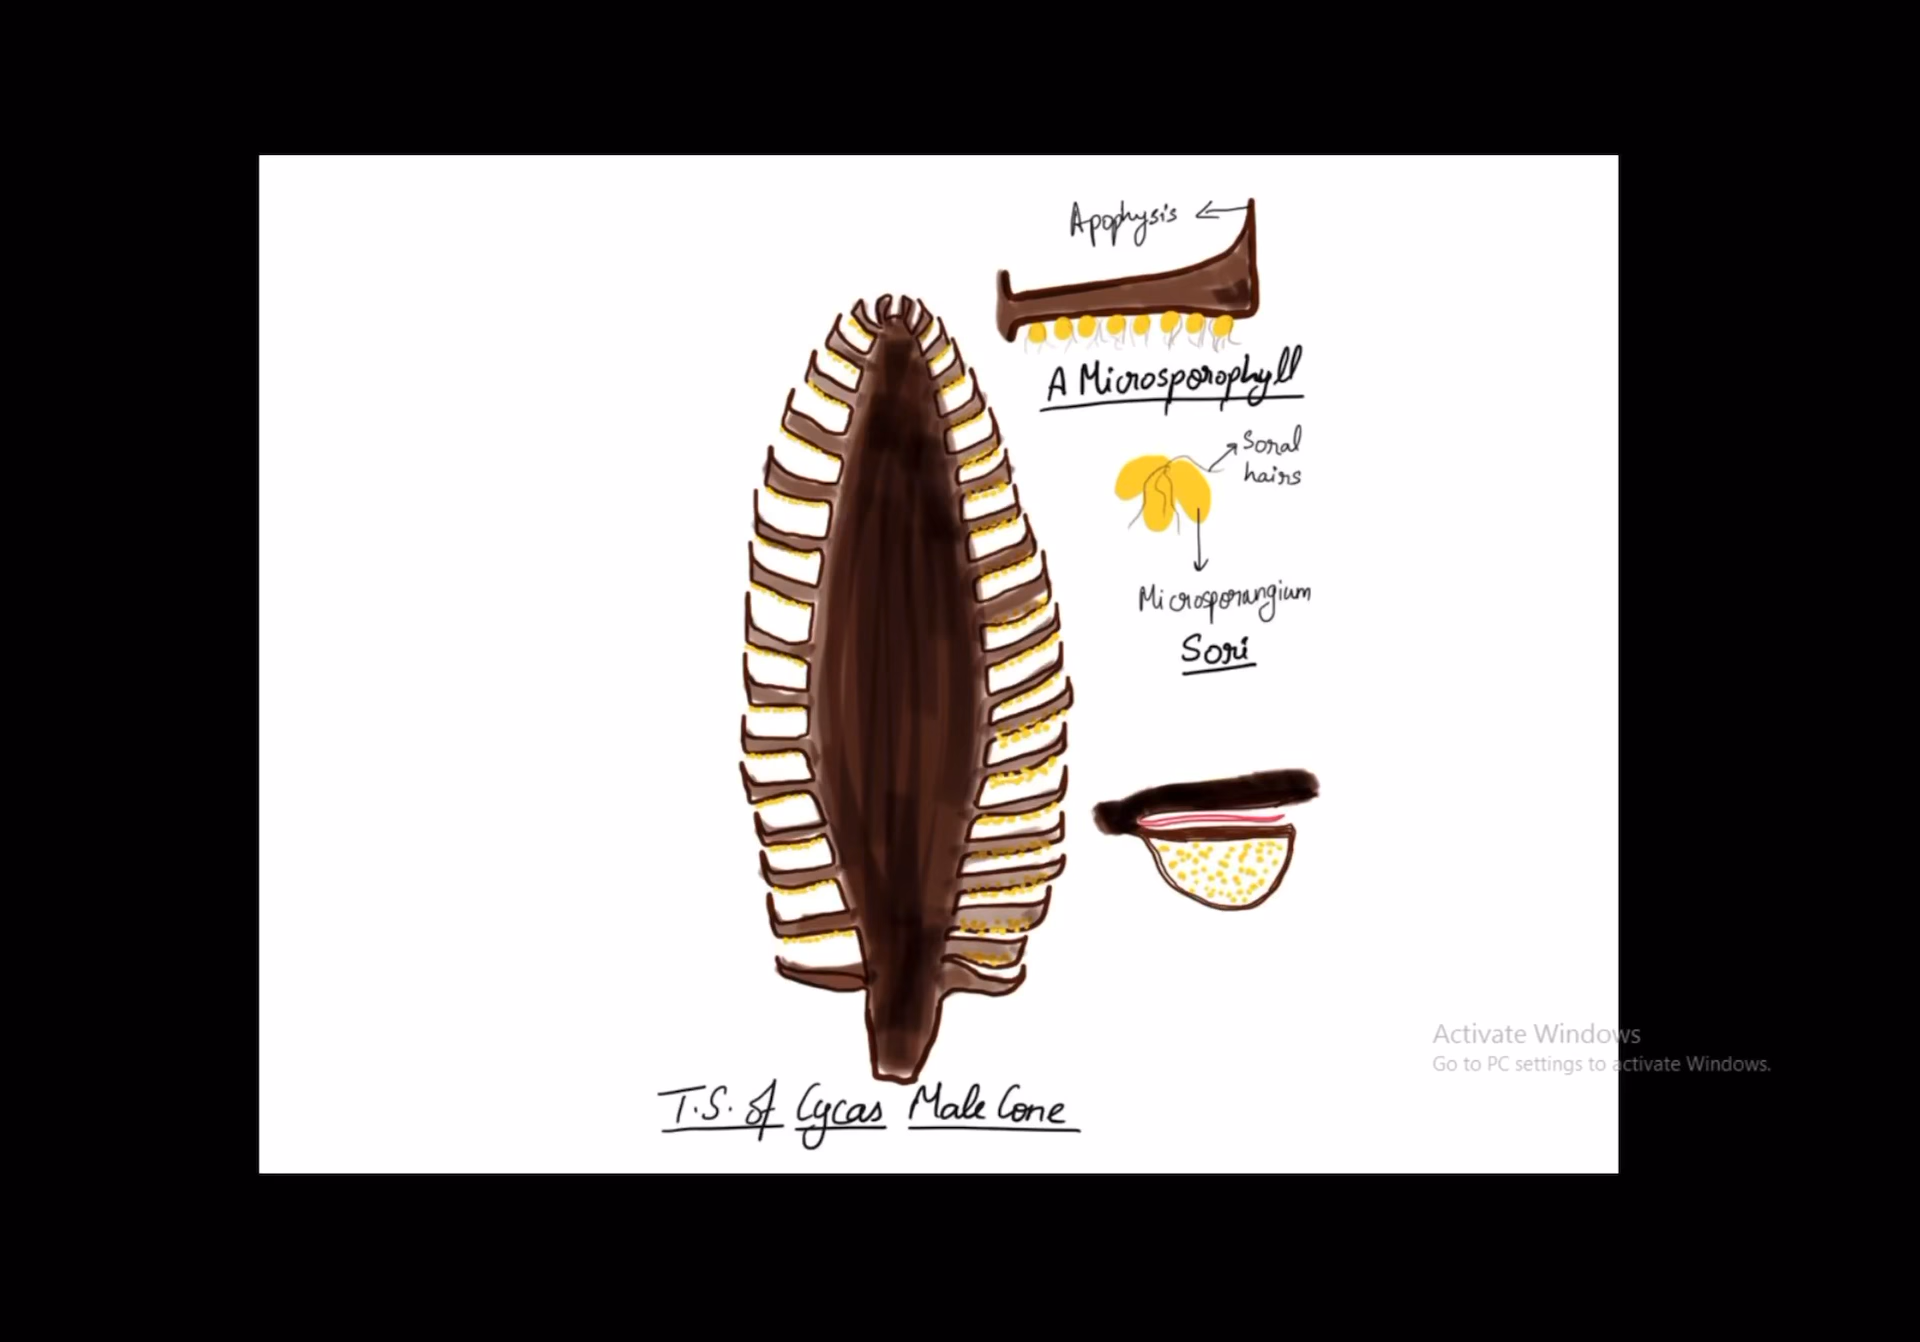 Apophysis
A Microsporophyll
Soral
hairs
Microsporangium
Sori
T.S. of Cycas Male Cone
Activate Windows
Go to PC settings to activate Windows.